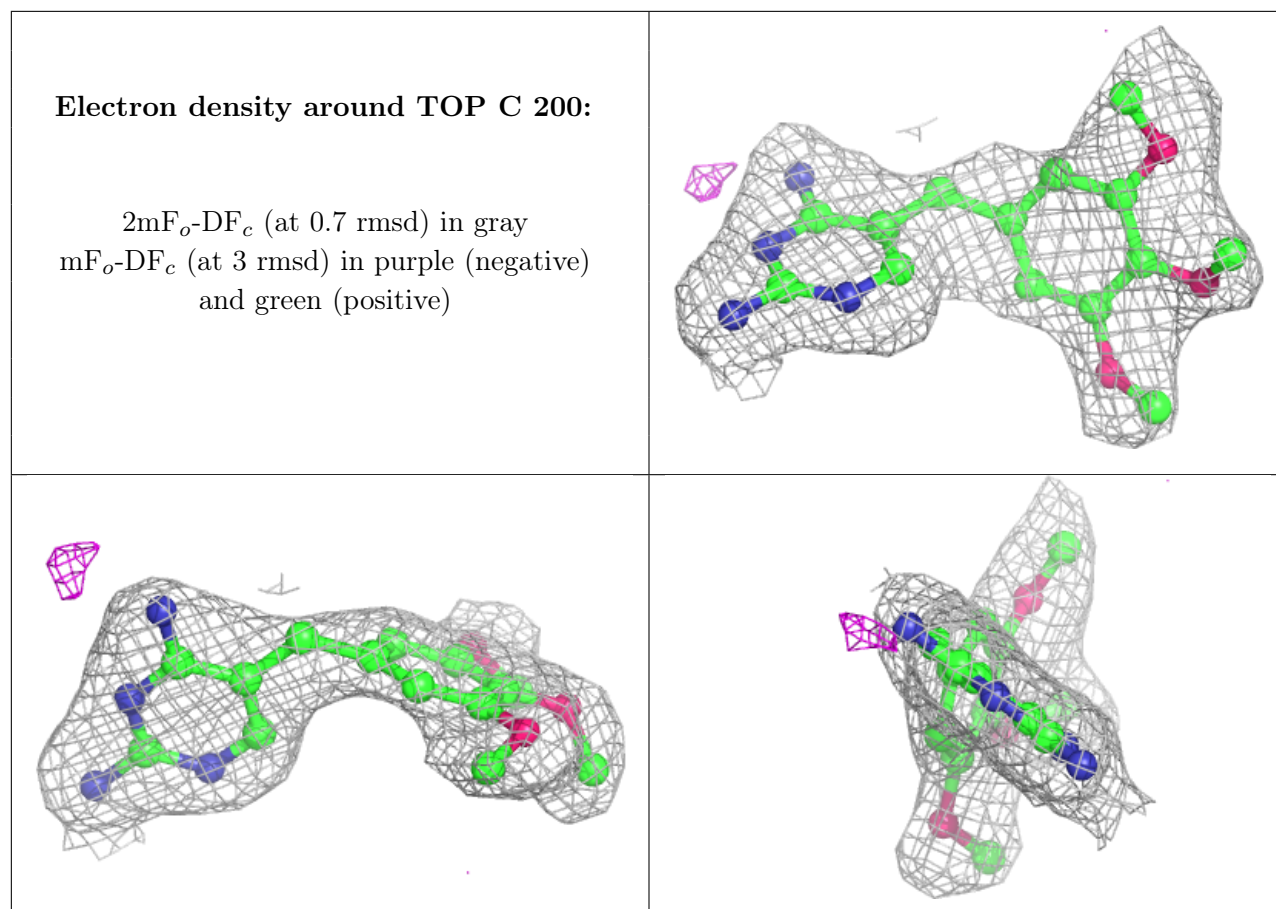 Electron density around TOP C 200:
2mFo-DFc (at 0.7 rmsd) in gray
mFo-DFc (at 3 rmsd) in purple (negative)
and green (positive)